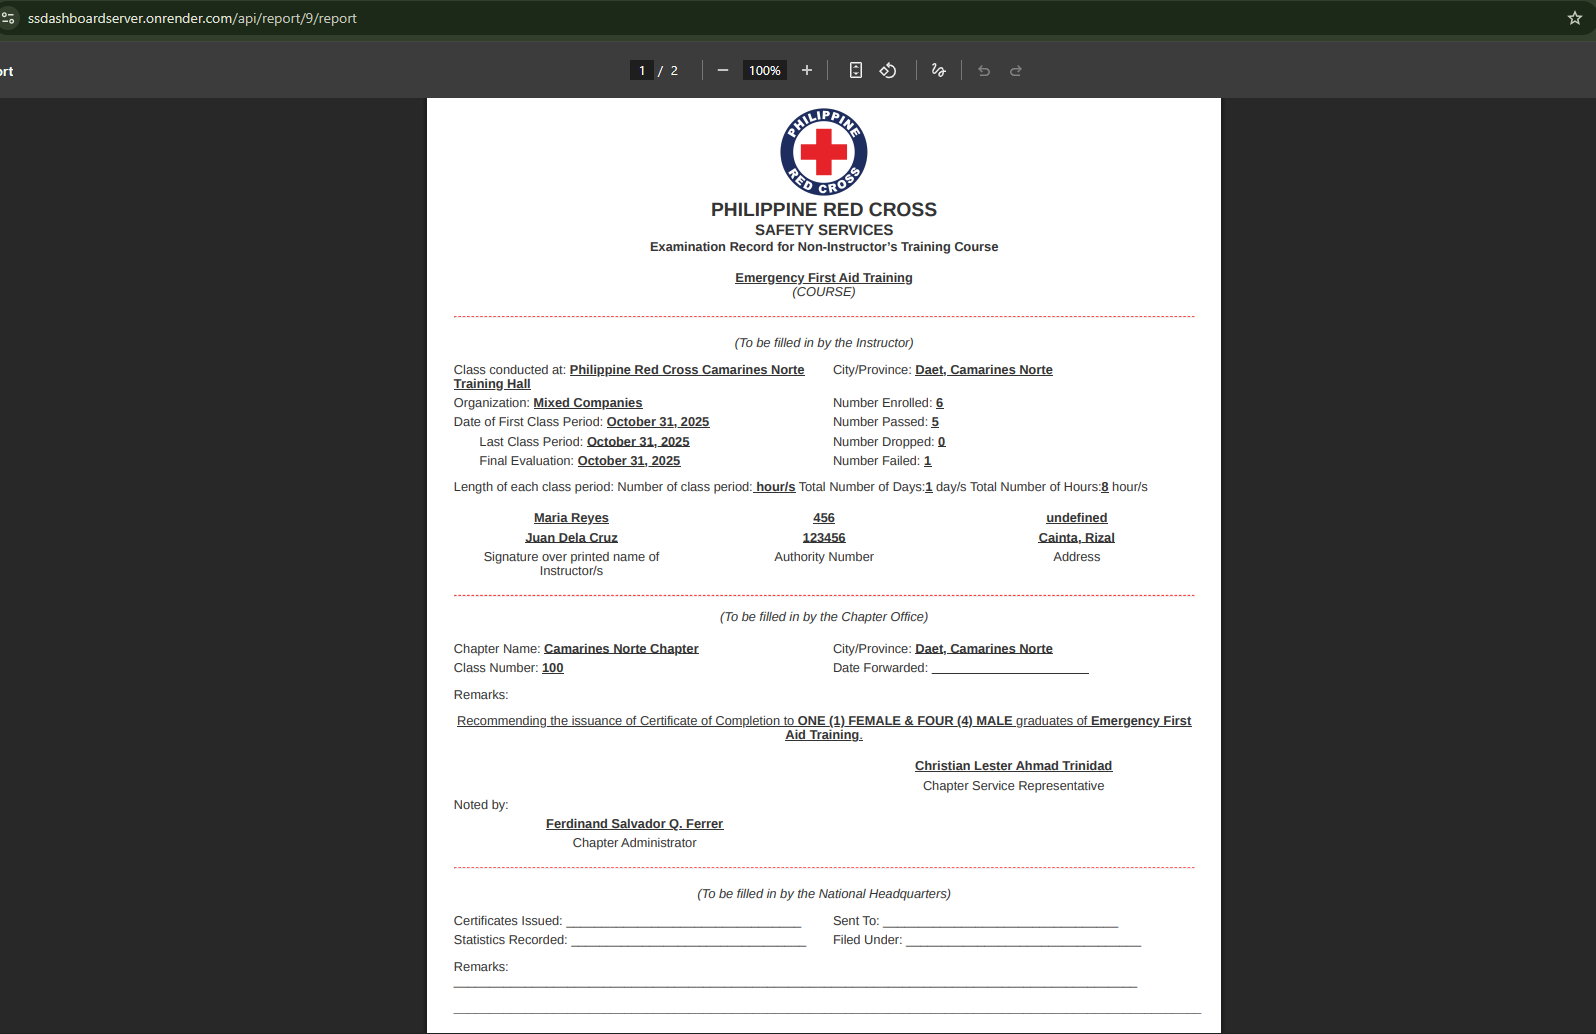 ssdashboardserver.onrender.com/api/report/9/report
ort
1 / 2
100%
PHILIPPINE
RED CROSS
PHILIPPINE RED CROSS
SAFETY SERVICES
Examination Record for Non-Instructor’s Training Course
Emergency First Aid Training
(COURSE)
(To be filled in by the Instructor)
Class conducted at: Philippine Red Cross Camarines Norte
Training Hall
City/Province: Daet, Camarines Norte
Organization: Mixed Companies
Number Enrolled: 6
Date of First Class Period: October 31, 2025
Number Passed: 5
Last Class Period: October 31, 2025
Number Dropped: 0
Final Evaluation: October 31, 2025
Number Failed: 1
Length of each class period: Number of class period: hour/s Total Number of Days:1 day/s Total Number of Hours:8 hour/s
Maria Reyes 456 undefined
Juan Dela Cruz 123456 Cainta, Rizal
Signature over printed name of
Instructor/s
Authority Number
Address
(To be filled in by the Chapter Office)
Chapter Name: Camarines Norte Chapter
City/Province: Daet, Camarines Norte
Class Number: 100
Date Forwarded:
Remarks:
Recommending the issuance of Certificate of Completion to ONE (1) FEMALE & FOUR (4) MALE graduates of Emergency First
Aid Training.
Christian Lester Ahmad Trinidad
Chapter Service Representative
Noted by:
Ferdinand Salvador Q. Ferrer
Chapter Administrator
(To be filled in by the National Headquarters)
Certificates Issued:
Sent To:
Statistics Recorded:
Filed Under:
Remarks: